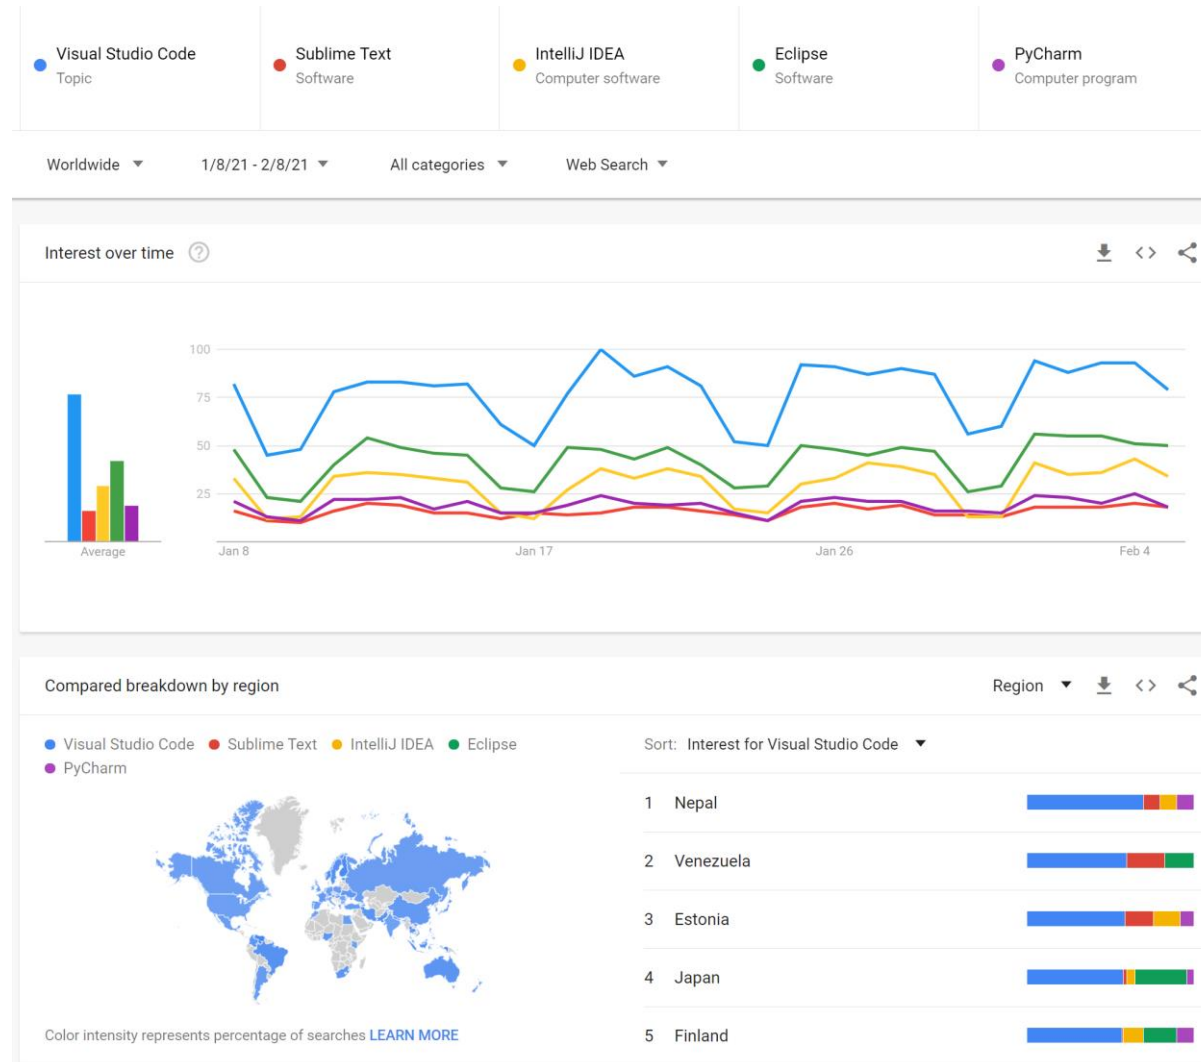 Visual Studio Code
Topic
Sublime Text
Software
IntelliJ IDEA
Computer software
Eclipse
Software
PyCharm
Computer program
Worldwide
1/8/21 - 2/8/21
All categories
Web Search
Interest over time ?
100
75
50
25
Average
Jan 8
Jan 17
Jan 26
Feb 4
Compared breakdown by region
Region
Visual Studio Code Sublime Text IntelliJ IDEA Eclipse
PyCharm
Sort: Interest for Visual Studio Code
1 Nepal
2 Venezuela
3 Estonia
4 Japan
5 Finland
Color intensity represents percentage of searches LEARN MORE